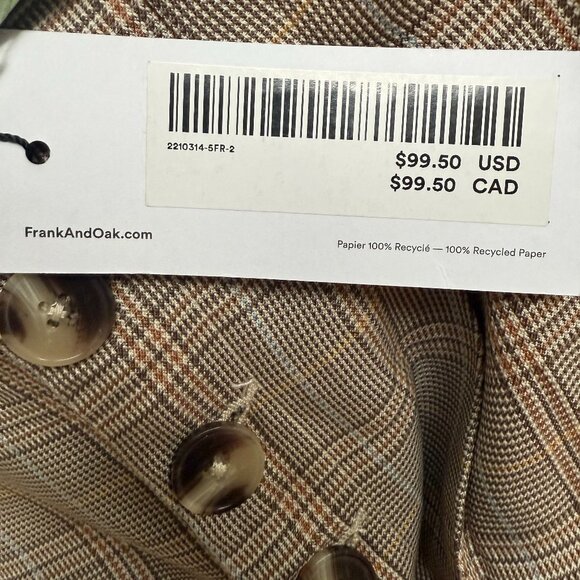 2210314-5FR-2
$99.50 USD
$99.50 CAD
FrankAndOak.com
Papier 100% Recyclé — 100% Recycled Paper